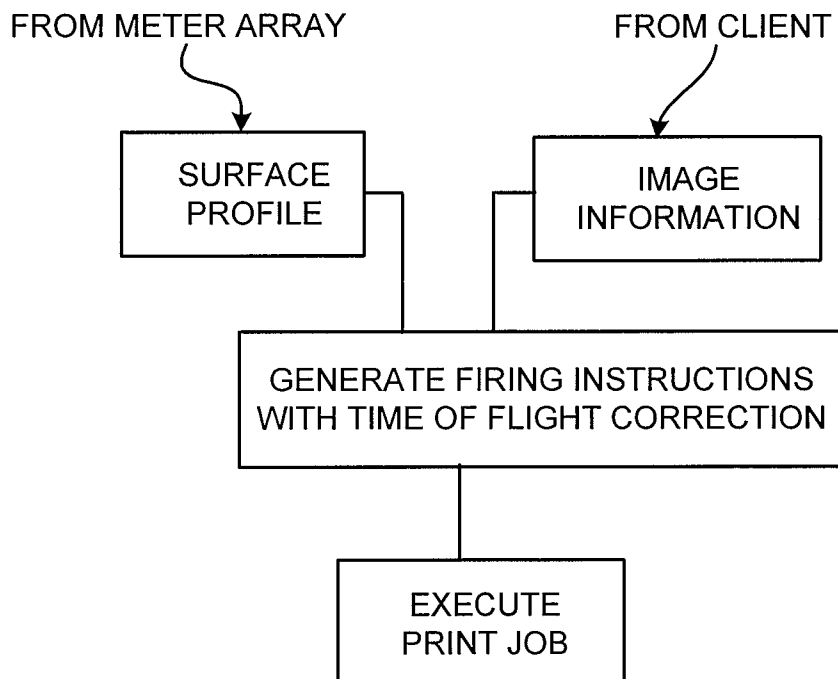 FROM METER ARRAY
FROM CLIENT
SURFACE
PROFILE
IMAGE
INFORMATION
GENERATE FIRING INSTRUCTIONS
WITH TIME OF FLIGHT CORRECTION
EXECUTE
PRINT JOB